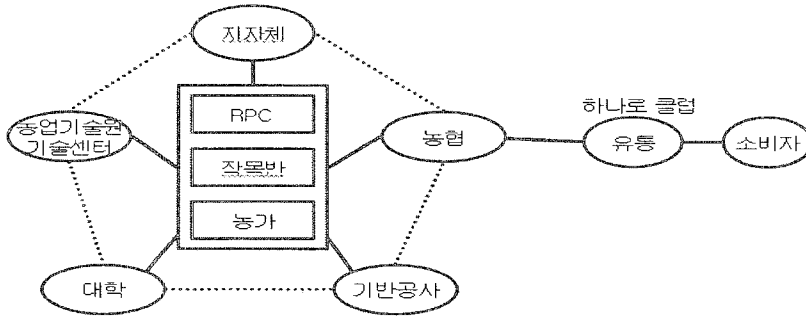 지자체
RPC
하나로 클럽
농업기술원
기술센터
작목반
농협
유통
소비자
농가
대학
기반공사